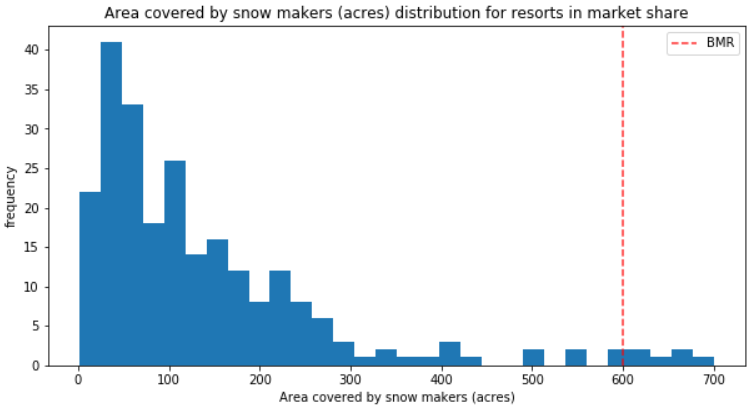 Area covered by snow makers (acres) distribution for resorts in market share
BMR
frequency
40
35
30
25
20
15
10
5
0
0 100 200 300 400 500 600 700
Area covered by snow makers (acres)